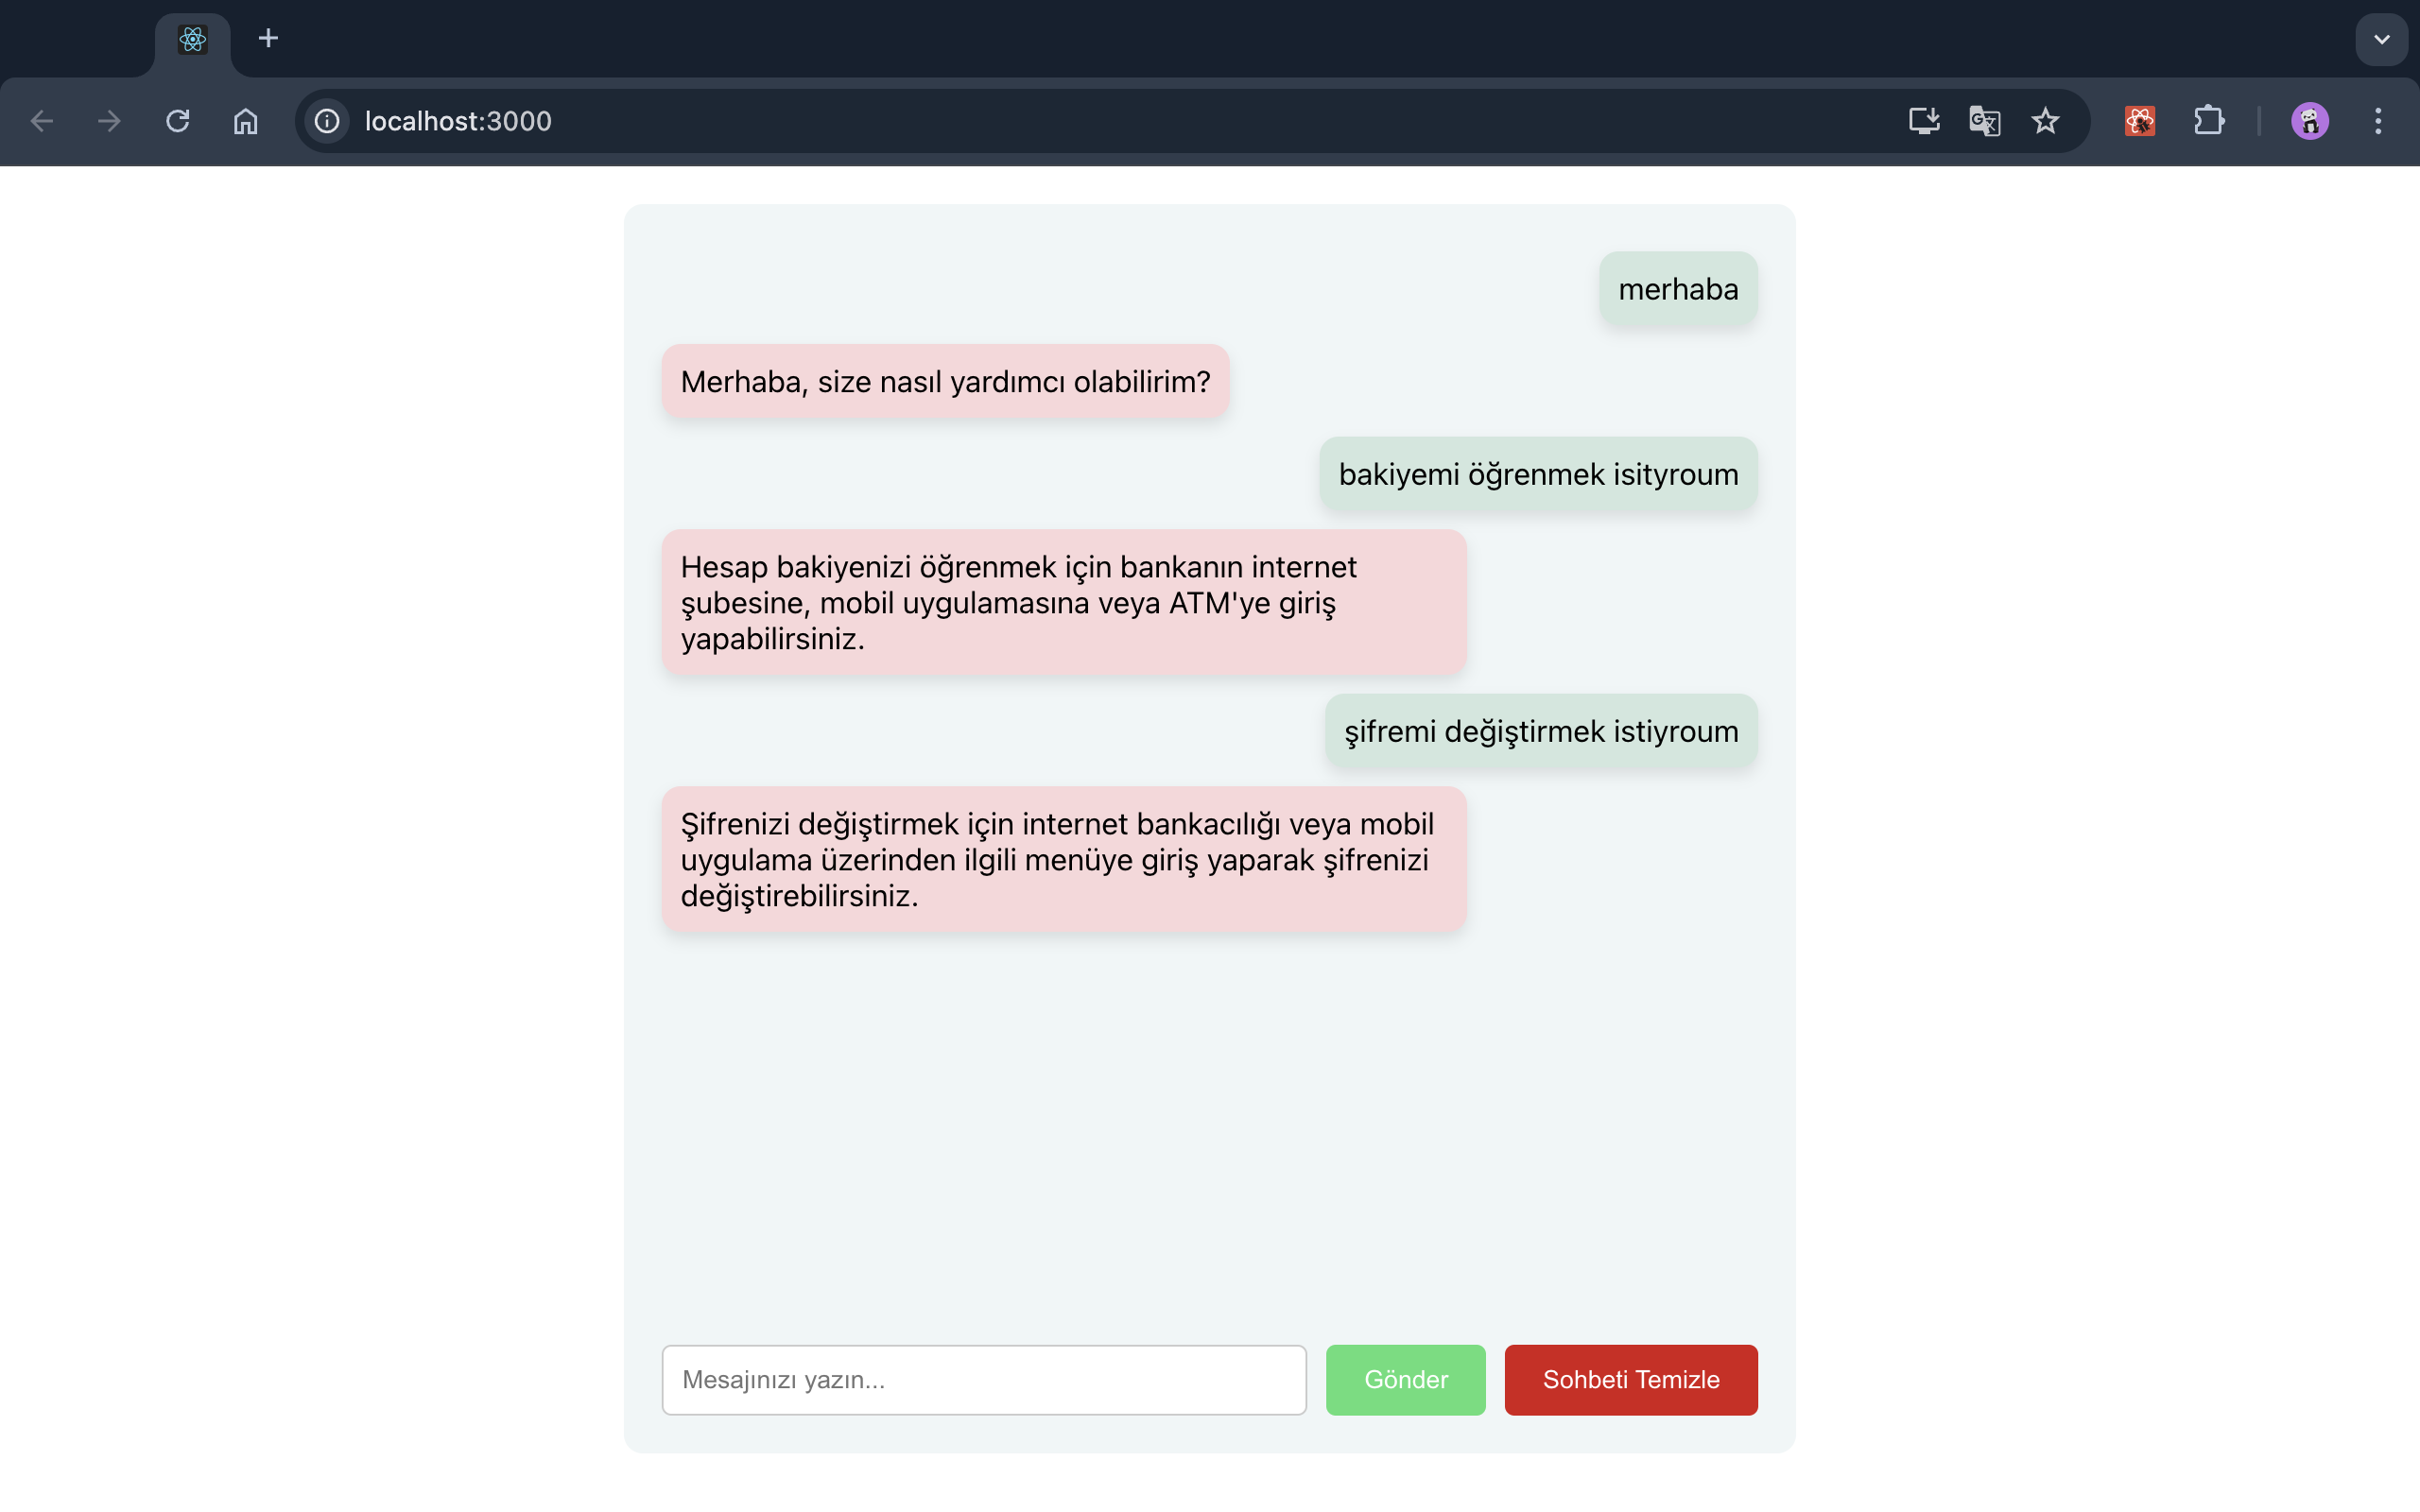 localhost:3000
merhaba
Merhaba, size nasıl yardımcı olabilirim?
bakiyemi öğrenmek isityroum
Hesap bakiyenizi öğrenmek için bankanın internet
şubesine, mobil uygulamasına veya ATM'ye giriş
yapabilirsiniz.
şifremi değiştirmek istiyroum
Şifrenizi değiştirmek için internet bankacılığı veya mobil
uygulama üzerinden ilgili menüye giriş yaparak şifrenizi
değiştirebilirsiniz.
Mesajınızı yazın...
Gönder
Sohbeti Temizle